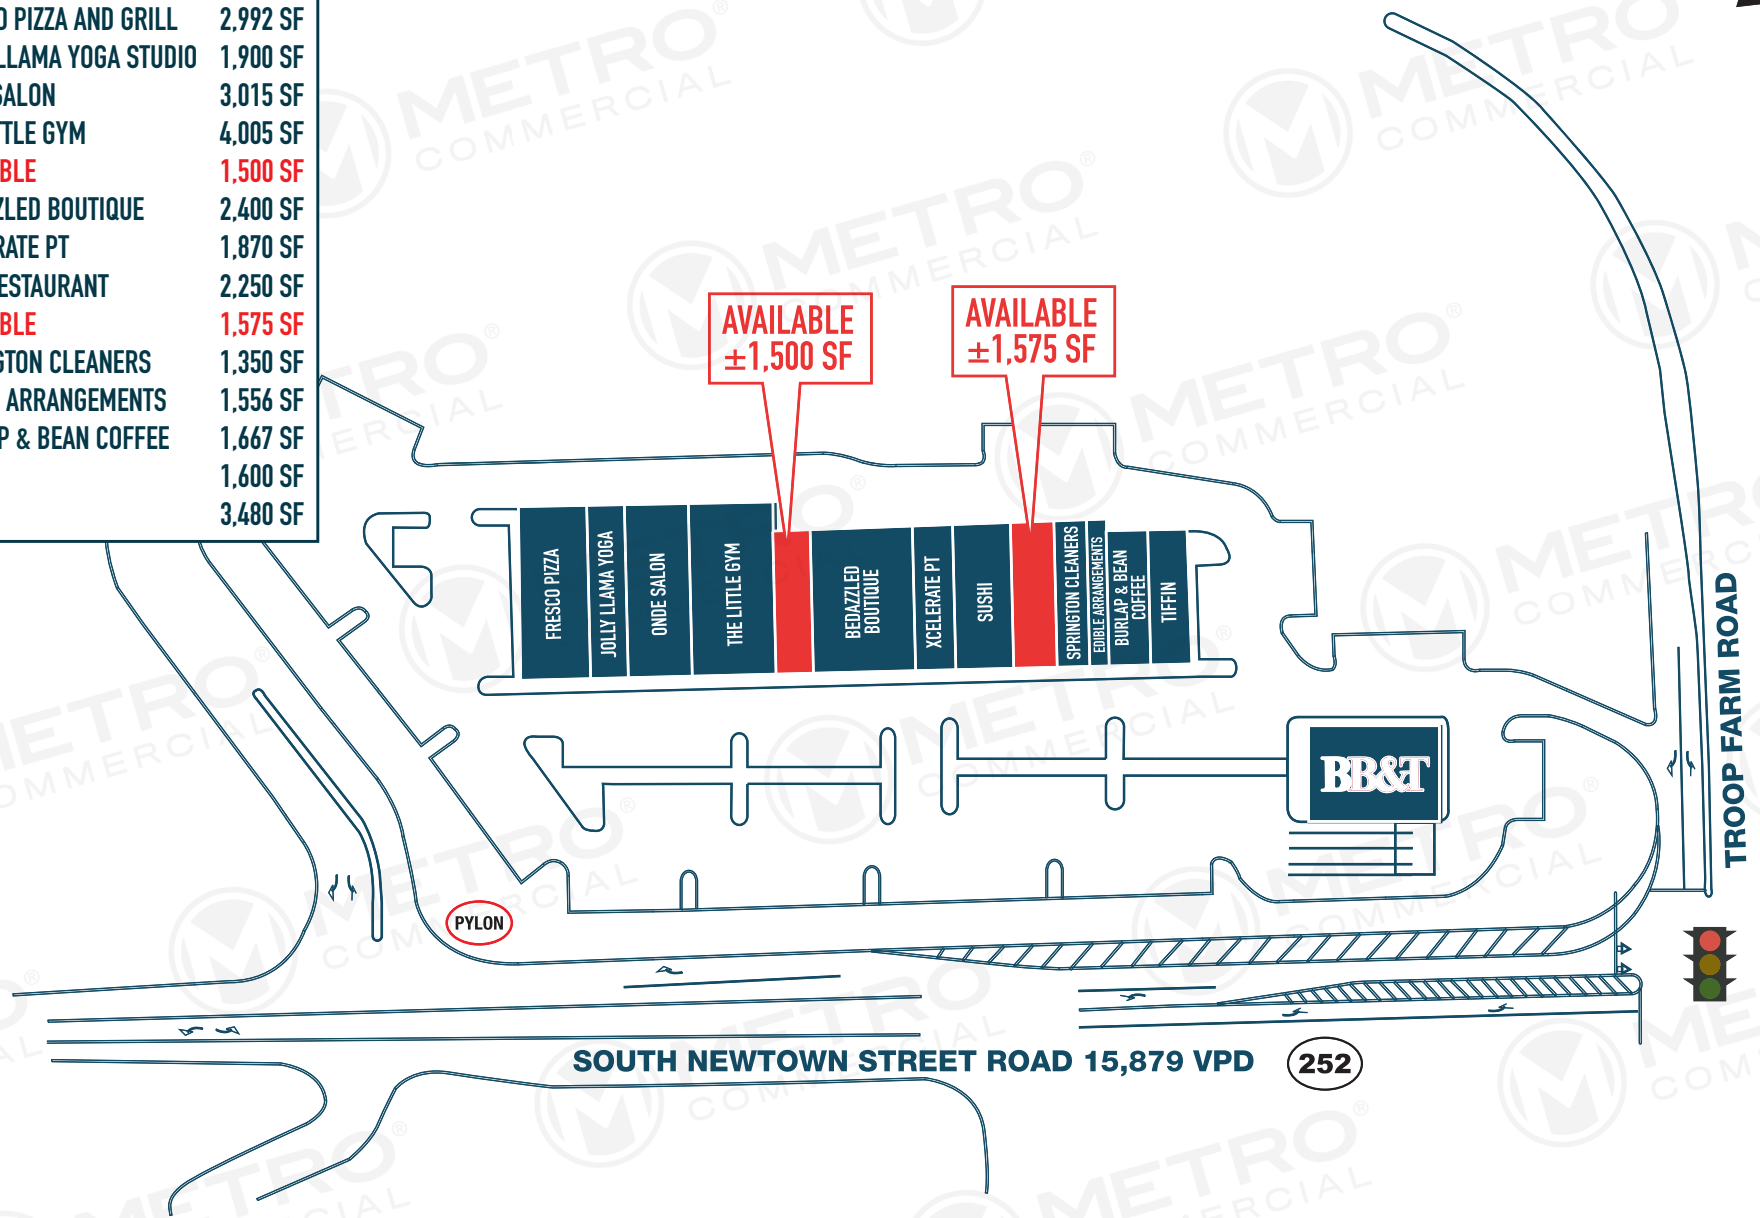 O PIZZA AND GRILL 2,992 SF
LLAMA YOGA STUDIO 1,900 SF
SALON 3,015 SF
TTLE GYM 4,005 SF
BLE 1,500 SF
ZLED BOUTIQUE 2,400 SF
RATE PT 1,870 SF
ESTAURANT 2,250 SF
BLE 1,575 SF
GTON CLEANERS 1,350 SF
ARRANGEMENTS 1,556 SF
P & BEAN COFFEE 1,667 SF
1,600 SF
3,480 SF
AVAILABLE
±1,500 SF
AVAILABLE
±1,575 SF
FRESCO PIZZA
JOLLY LLAMA YOGA
ONDE SALON
THE LITTLE GYM
BEDAZZLED
BOUTIQUE
XCELERATE PT
SUSHI
SPRINGTON CLEANERS
EDIBLE ARRANGEMENTS
BURLAP & BEAN
COFFEE
TIFFIN
BB&T
TROOP FARM ROAD
PYLON
SOUTH NEWTOWN STREET ROAD 15,879 VPD
252
METRO®
COMMERCIAL